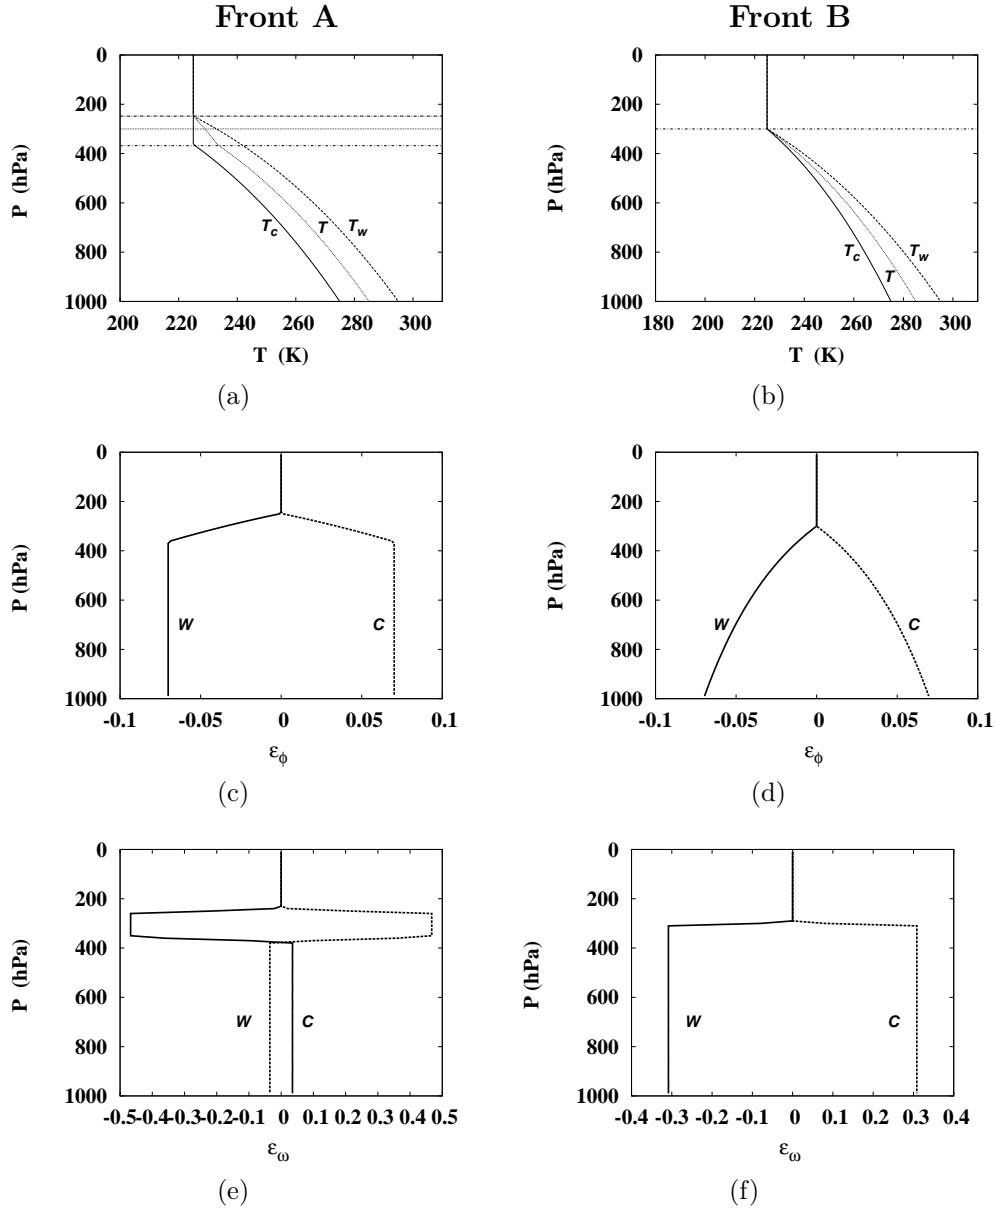 Front A
Front B
0
200
400
600
800
1000
P (hPa)
T_c
T
T_w
200
220
240
260
280
300
T (K)
(a)
0
200
400
600
800
1000
P (hPa)
T_c
T
T_w
180
200
220
240
260
280
300
T (K)
(b)
0
200
400
600
800
1000
P (hPa)
W
C
-0.1
-0.05
0
0.05
0.1
ε_ϕ
(c)
0
200
400
600
800
1000
P (hPa)
W
C
-0.1
-0.05
0
0.05
0.1
ε_ϕ
(d)
0
200
400
600
800
1000
P (hPa)
W
C
-0.5
-0.4
-0.3
-0.2
-0.1
0
0.1
0.2
0.3
0.4
0.5
ε_ω
(e)
0
200
400
600
800
1000
P (hPa)
W
C
-0.4
-0.3
-0.2
-0.1
0
0.1
0.2
0.3
0.4
ε_ω
(f)